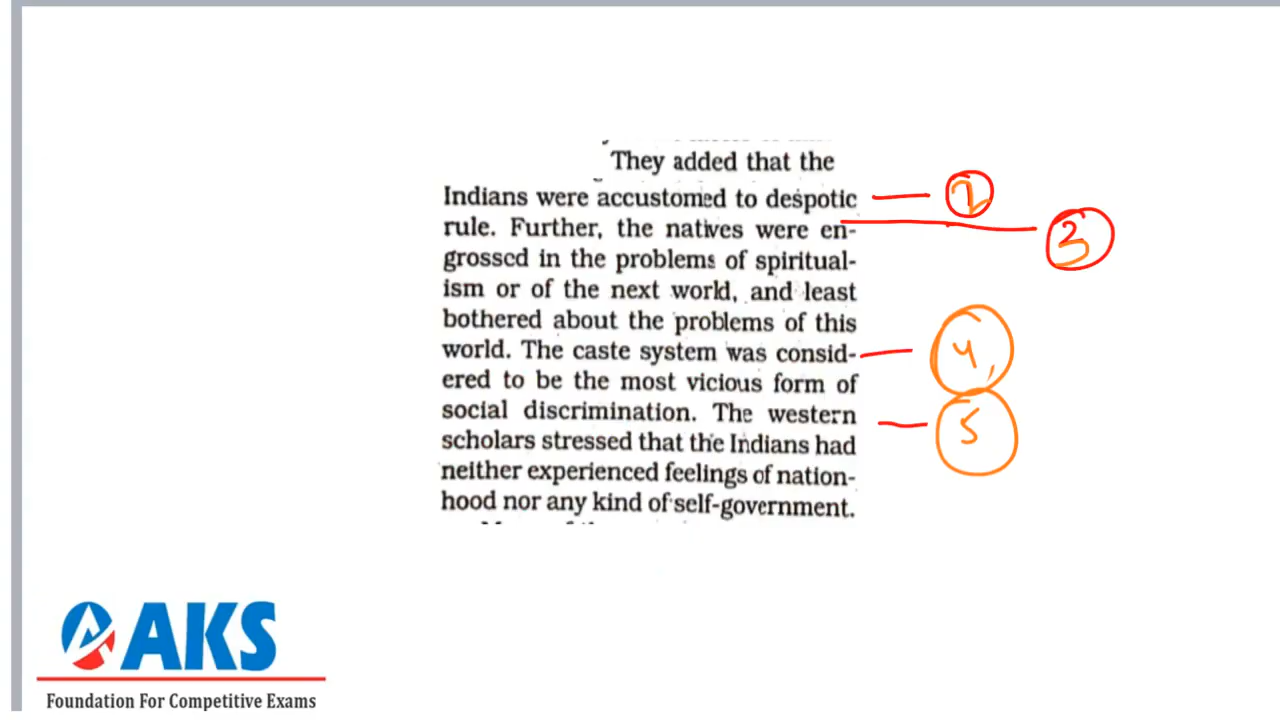 They added that the
Indians were accustomed to despotic
rule. Further, the natives were en-
grossed in the problems of spiritual-
ism or of the next world, and least
bothered about the problems of this
world. The caste system was consid-
ered to be the most vicious form of
social discrimination. The western
scholars stressed that the Indians had
neither experienced feelings of nation-
hood nor any kind of self-government.
2
3
4,
5
AKS
Foundation For Competitive Exams